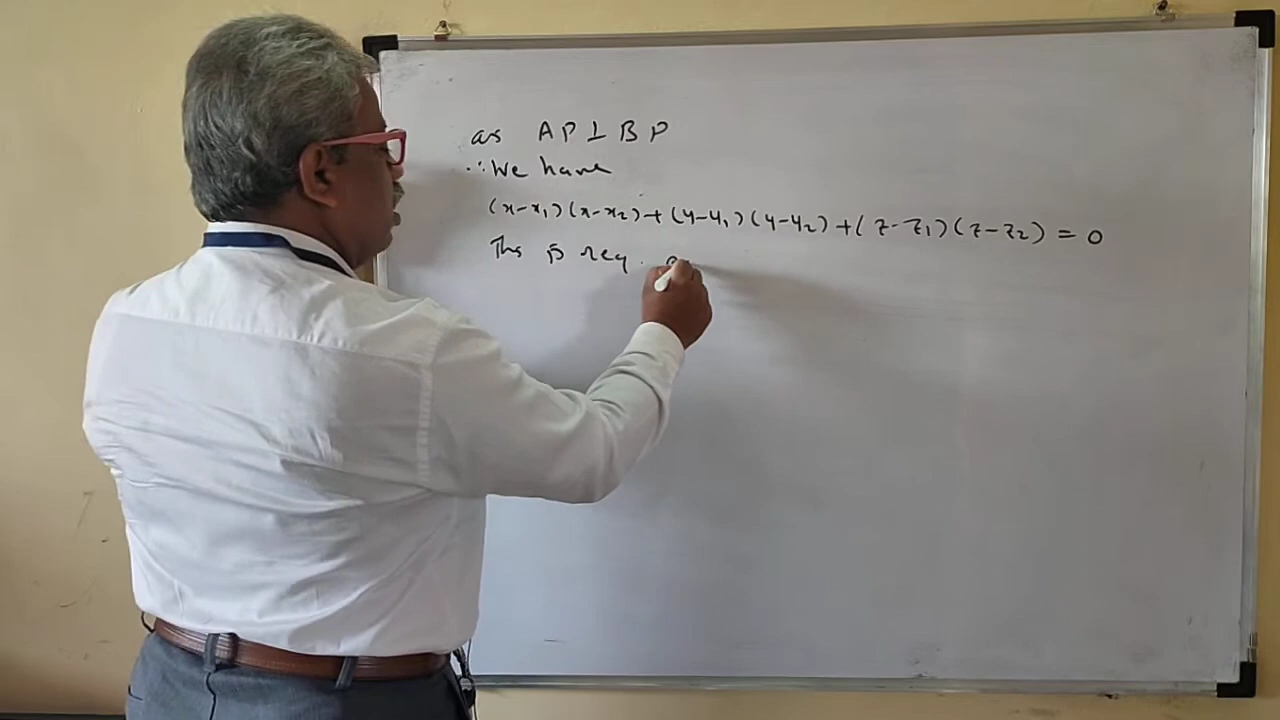 as AP⊥BP
∴ We have
(x-x₁)(x-x₂)+(y-y₁)(y-y₂)+(z-z₁)(z-z₂)=0
This is req.